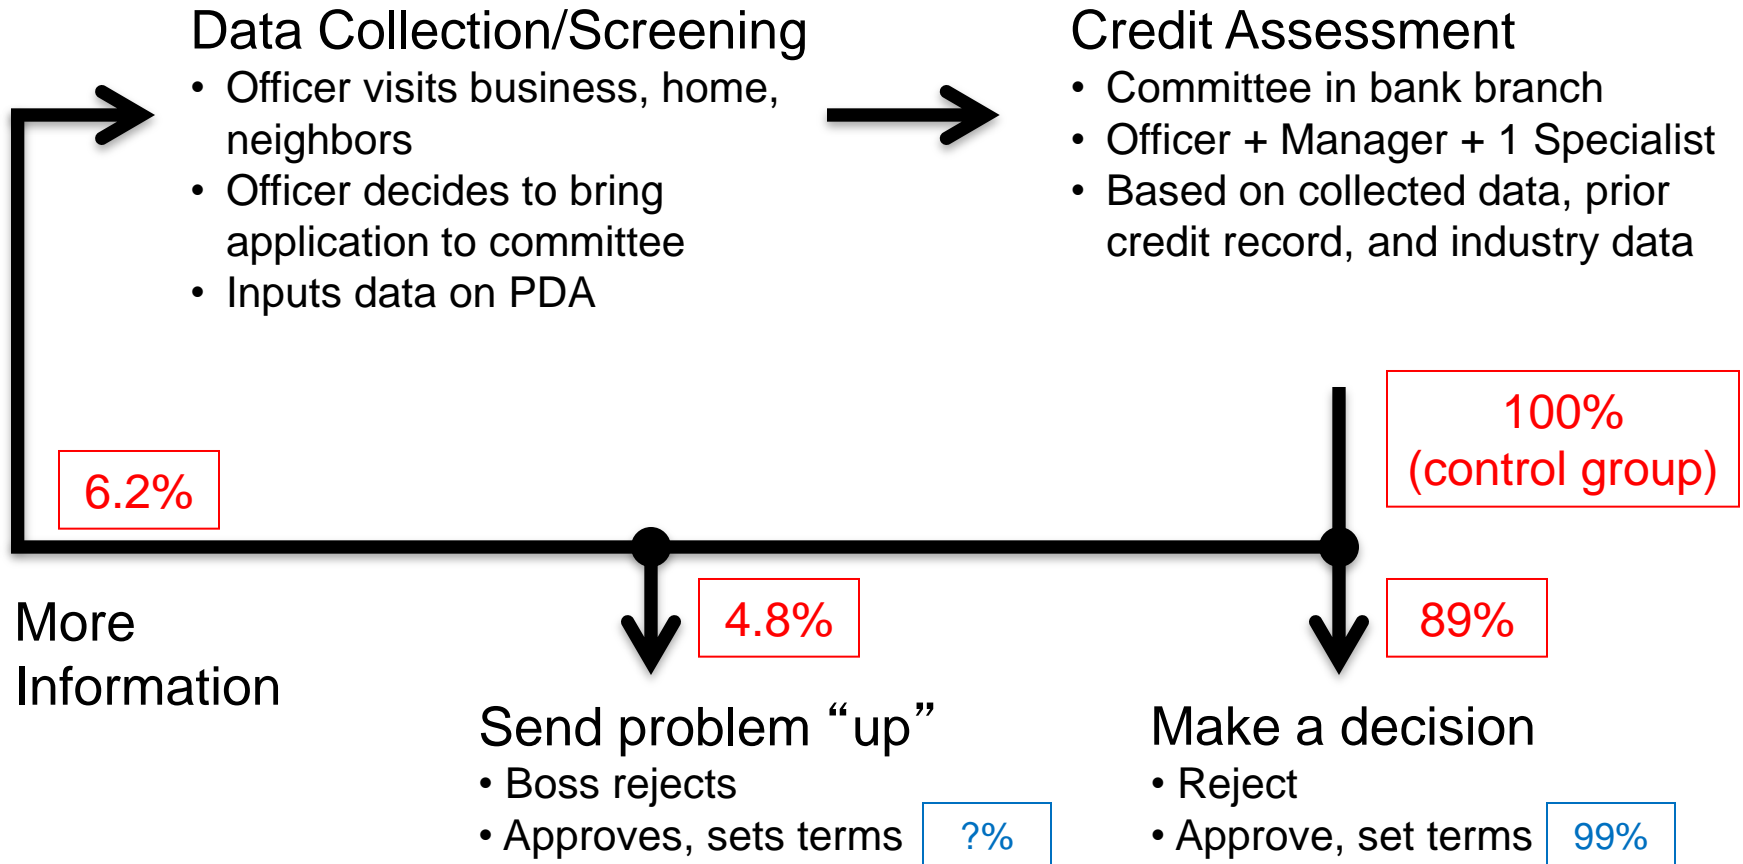 Data Collection/Screening
• Officer visits business, home,
neighbors
• Officer decides to bring
application to committee
• Inputs data on PDA
Credit Assessment
• Committee in bank branch
• Officer + Manager + 1 Specialist
• Based on collected data, prior
credit record, and industry data
100%
(control group)
6.2%
More
Information
4.8%
89%
Send problem “up”
• Boss rejects
• Approves, sets terms
?%
Make a decision
• Reject
• Approve, set terms
99%